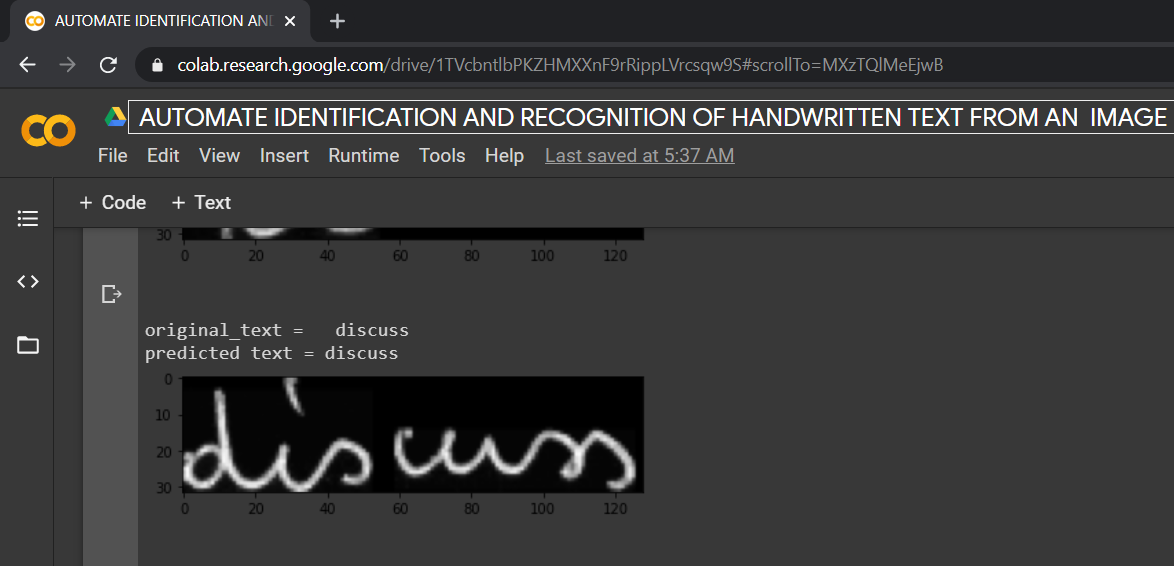 AUTOMATE IDENTIFICATION AND
colab.research.google.com/drive/1TVcbntlbPKZHMXXnF9rRippLVrcsqw9S#scrollTo=MXzTQlMeEjwB
AUTOMATE IDENTIFICATION AND RECOGNITION OF HANDWRITTEN TEXT FROM AN IMAGE
File Edit View Insert Runtime Tools Help Last saved at 5:37 AM
+ Code + Text
30
0 20 40 60 80 100 120
original_text = discuss
predicted text = discuss
0
10
20
30
discuss
0 20 40 60 80 100 120